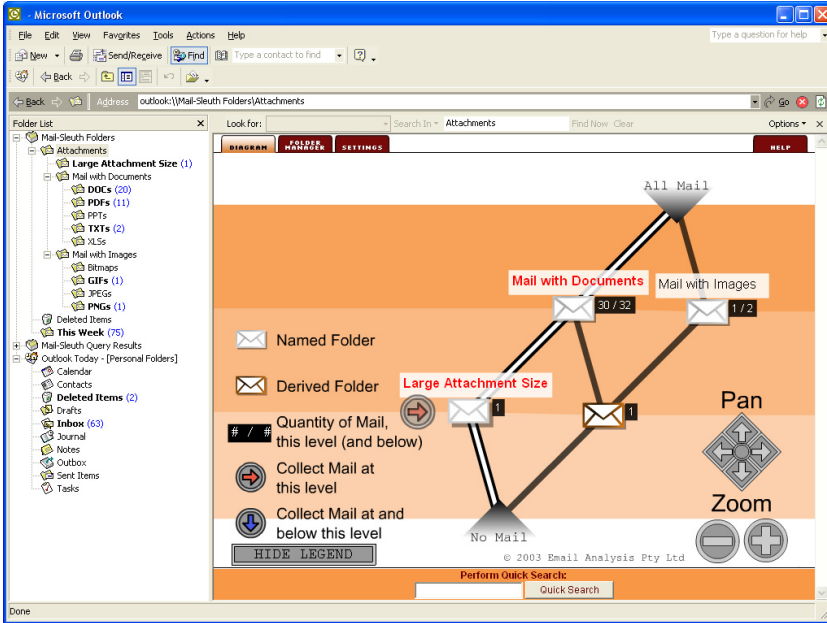 - Microsoft Outlook
File Edit View Favorites Tools Actions Help
Type a question for help
New Send/Receive Find Type a contact to find
Back
Back Address outlook:\\Mail-Sleuth Folders\Attachments Go
Folder List
Look for: Search In Attachments Find Now Clear Options
Mail-Sleuth Folders
Attachments
Large Attachment Size (1)
Mail with Documents
DOCs (20)
PDFs (11)
PPTs
TXTs (2)
XLSs
Mail with Images
Bitmaps
GIFs (1)
JPEGs
PNGs (1)
Deleted Items
This Week (75)
Mail-Sleuth Query Results
Outlook Today - [Personal Folders]
Calendar
Contacts
Deleted Items (2)
Drafts
Inbox (63)
Journal
Notes
Outbox
Sent Items
Tasks
DIAGRAM
FOLDER MANAGER
SETTINGS
HELP
All Mail
Mail with Documents
30 / 32
Mail with Images
1 / 2
Large Attachment Size
1
1
No Mail
Named Folder
Derived Folder
# / #
Quantity of Mail,
this level (and below)
Collect Mail at
this level
Collect Mail at and
below this level
HIDE LEGEND
Pan
Zoom
© 2003 Email Analysis Pty Ltd
Perform Quick Search:
Quick Search
Done